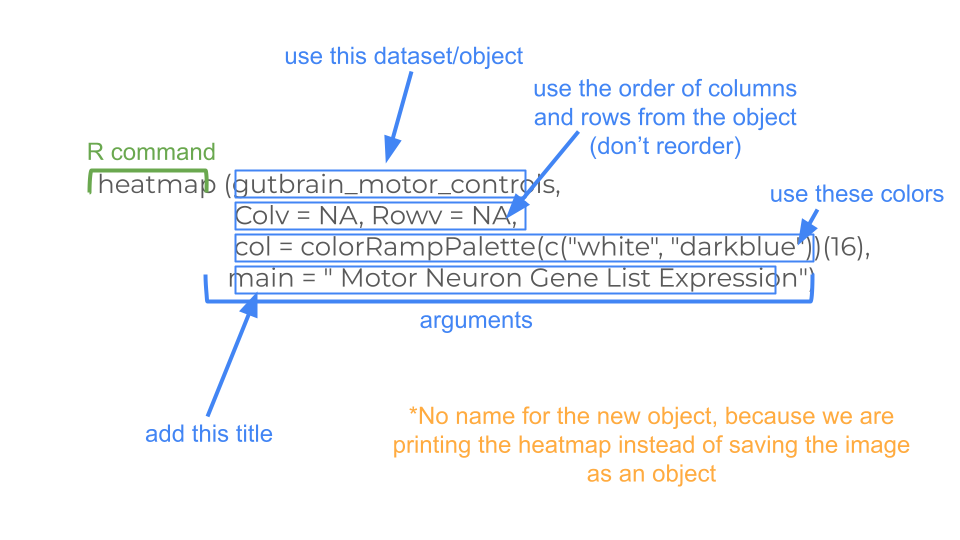 use this dataset/object
use the order of columns
and rows from the object
(don't reorder)
R command
heatmap (gutbrain_motor_controls,
use these colors
Colv = NA, Rowv = NA,
col = colorRampPalette(c("white", "darkblue"))(16),
main = " Motor Neuron Gene List Expression")
arguments
add this title
*No name for the new object, because we are
printing the heatmap instead of saving the image
as an object